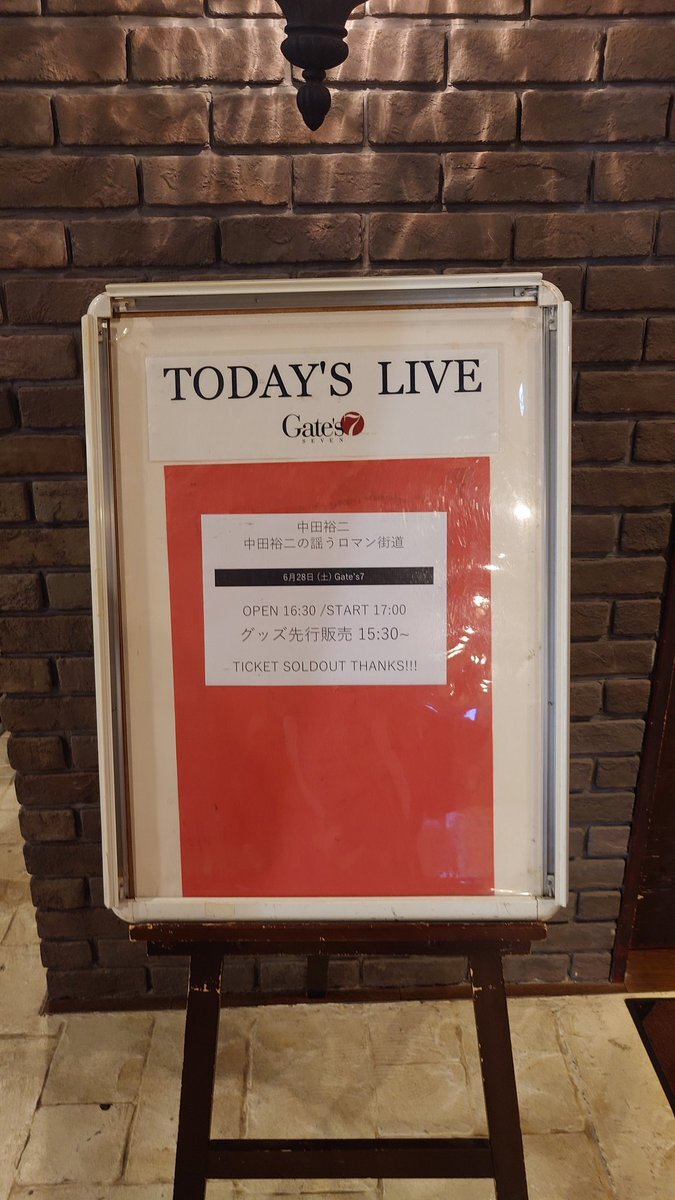 TODAY'S LIVE
Gate's 7
SEVEN
中田裕二
中田裕二の謡うロマン街道
6月28日 (土) Gate's7
OPEN 16:30 /START 17:00
グッズ先行販売 15:30~
TICKET SOLDOUT THANKS!!!